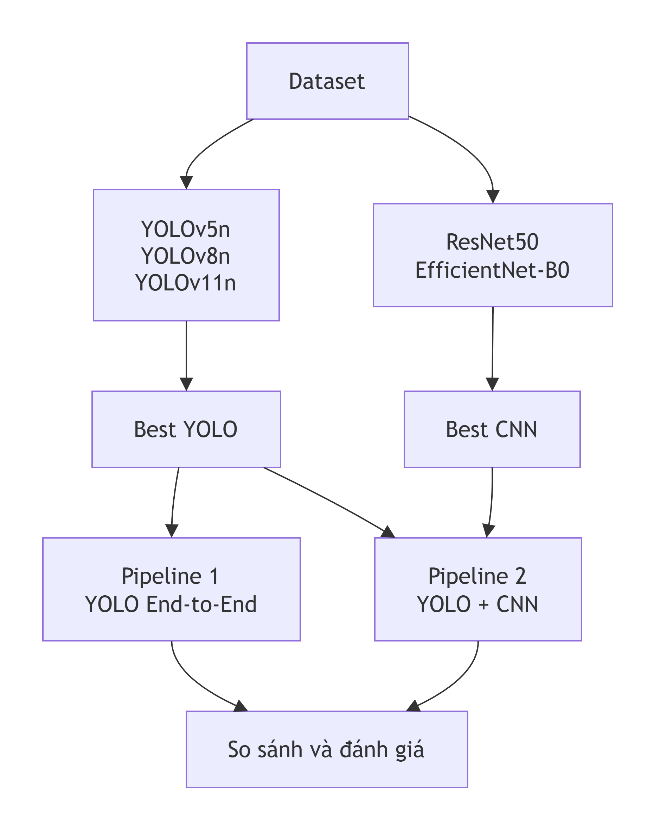 Dataset
YOLOv5n
YOLOv8n
YOLOv11n
ResNet50
EfficientNet-B0
Best YOLO
Best CNN
Pipeline 1
YOLO End-to-End
Pipeline 2
YOLO + CNN
So sánh và đánh giá